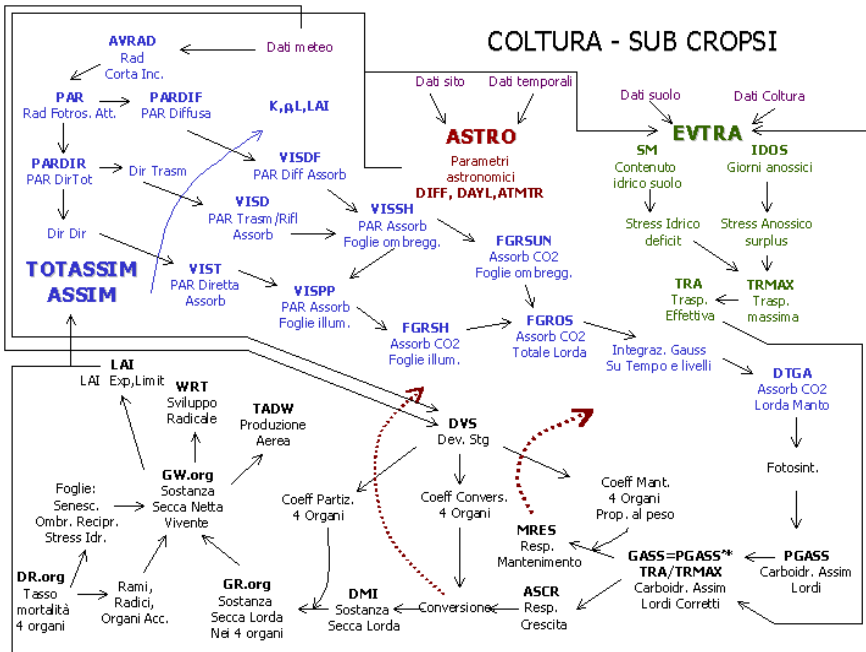 COLTURA - SUB CROPSI
AVRAD
Rad
Corta Inc.
Dati meteo
Dati sito
Dati temporali
Dati suolo
Dati Coltura
PAR
Rad Fotros. Att.
PARDIF
PAR Diffusa
K,ρL,LAI
ASTRO
Parametri
astronomici
DIFF, DAYL,ATMTR
EVTRA
SM
Contenuto
idrico suolo
IDOS
Giorni anossici
PARDIR
PAR DirTot
Dir Trasm
VISDF
PAR Diff Assorb
VISD
PAR Trasm/Rifl
Assorb
VISSH
PAR Assorb
Foglie ombregg.
Stress Idrico
deficit
Stress Anossico
surplus
Dir Dir
TOTASSIM
ASSIM
VIST
PAR Diretta
Assorb
VISPP
PAR Assorb
Foglie illum.
FGRSUN
Assorb CO2
Foglie ombregg.
TRA
Trasp.
Effettiva
TRMAX
Trasp.
massima
FGRSH
Assorb CO2
Foglie illum.
FGROS
Assorb CO2
Totale Lorda
Integraz. Gauss
Su Tempo e livelli
DTGA
Assorb CO2
Lorda Manto
LAI
LAI Exp,Limit
WRT
Sviluppo
Radicale
TADW
Produzione
Aerea
DVS
Dev. Stg
Foglie:
Senesc.
Ombr. Recipr.
Stress Idr.
GW.org
Sostanza
Secca Netta
Vivente
Coeff Partiz.
4 Organi
Coeff Convers.
4 Organi
Coeff Mant.
4 Organi
Prop. al peso
Fotosint.
MRES
Resp.
Mantenimento
GASS=PGASS'*
TRA/TRMAX
Carboidr. Assim
Lordi Corretti
PGASS
Carboidr. Assim
Lordi
DR.org
Tasso
mortalità
4 organi
Rami,
Radici,
Organi Acc.
GR.org
Sostanza
Secca Lorda
Nei 4 organi
DMI
Sostanza
Secca Lorda
Conversione
ASCR
Resp.
Crescita